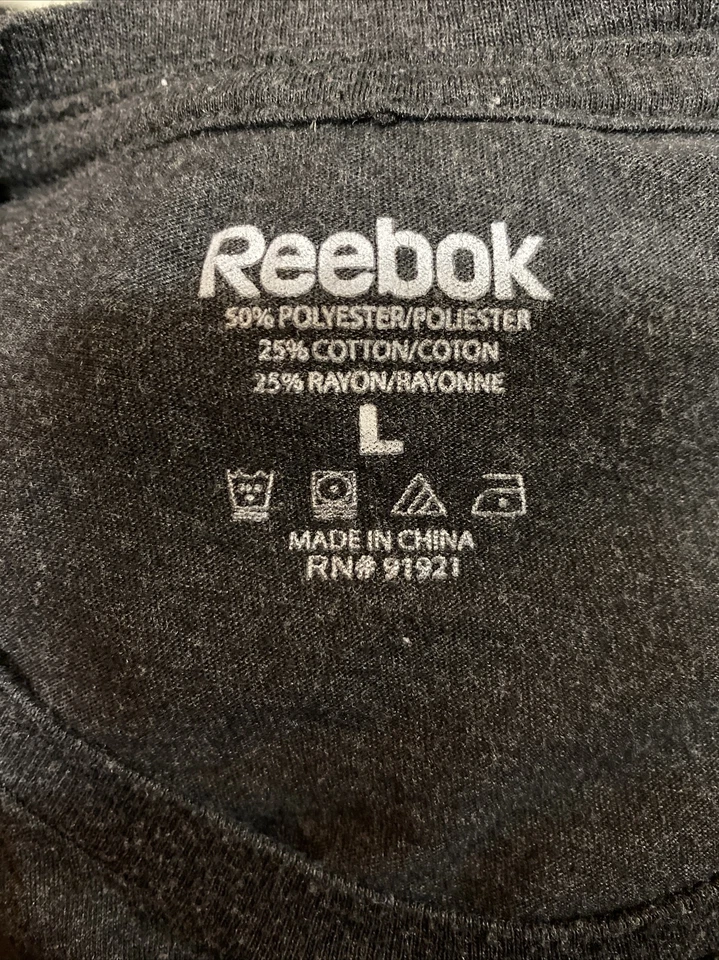 Reebok
50% POLYESTER/POLIESTER
25% COTTON/COTON
25% RAYON/RAYONNE
L
MADE IN CHINA
RN# 91921